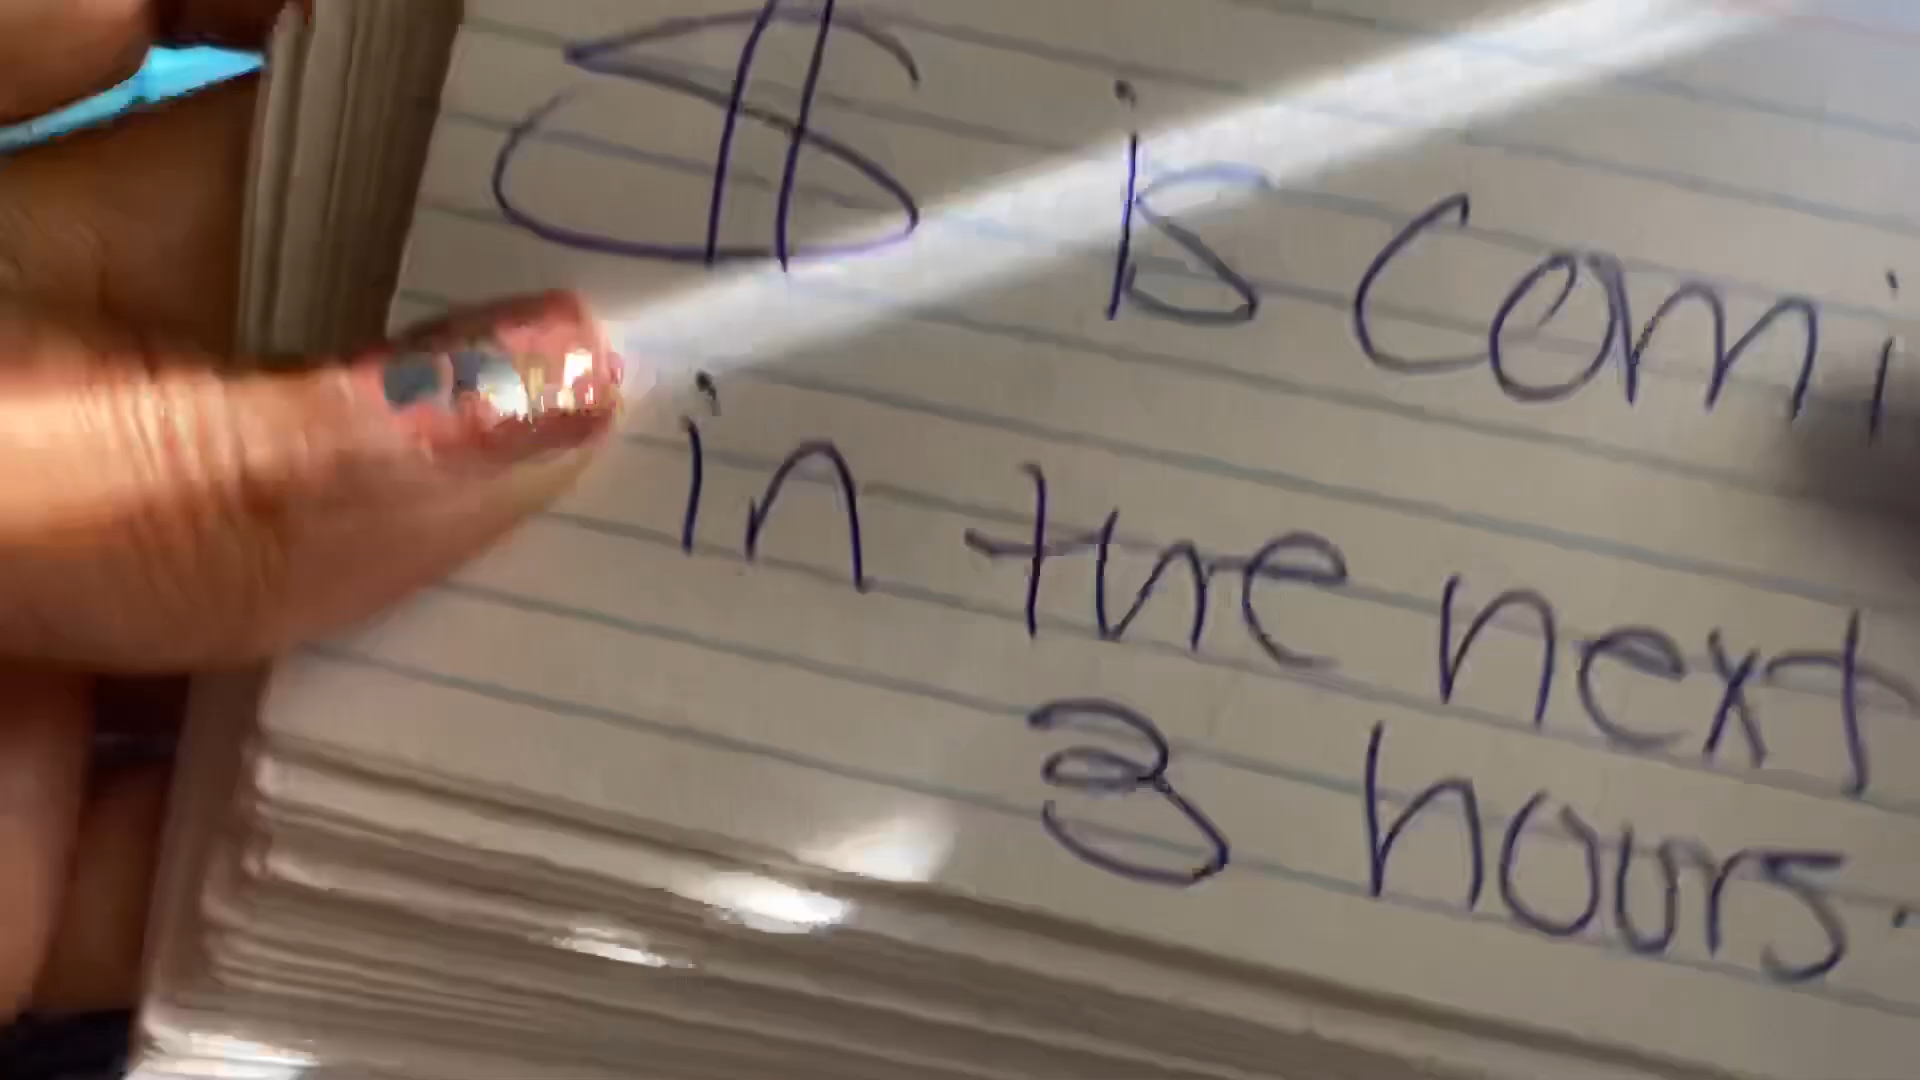 $ is comi
in the next
3 hours.